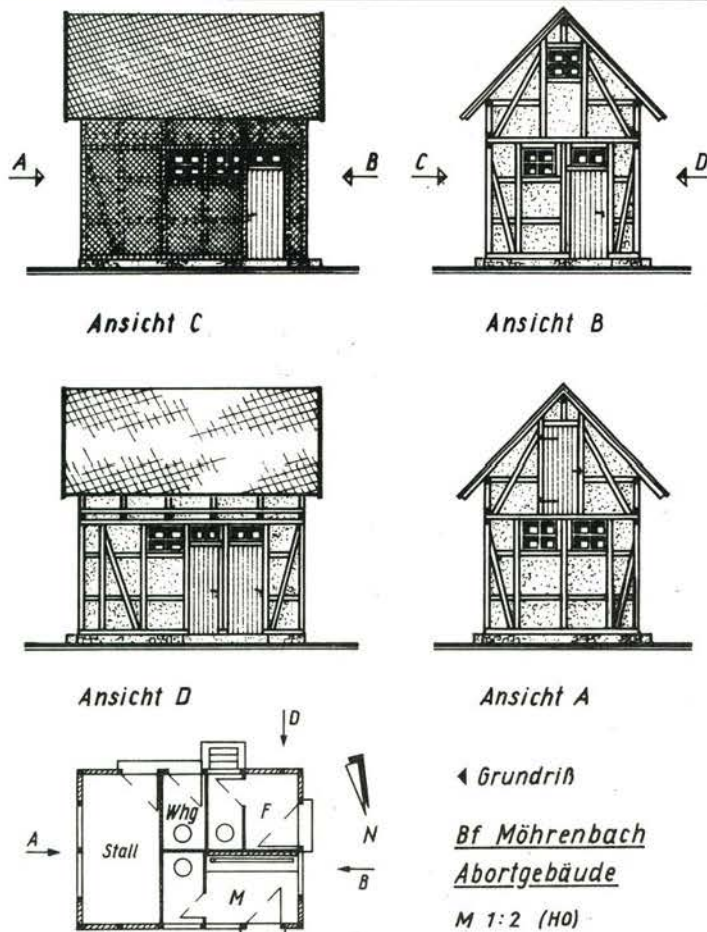 A
B
C
D
Ansicht C
Ansicht B
Ansicht D
Ansicht A
D
A
Stall
Whg
F
M
B
N
Grundriß
Bf Möhrenbach
Abortgebäude
M 1:2 (H0)